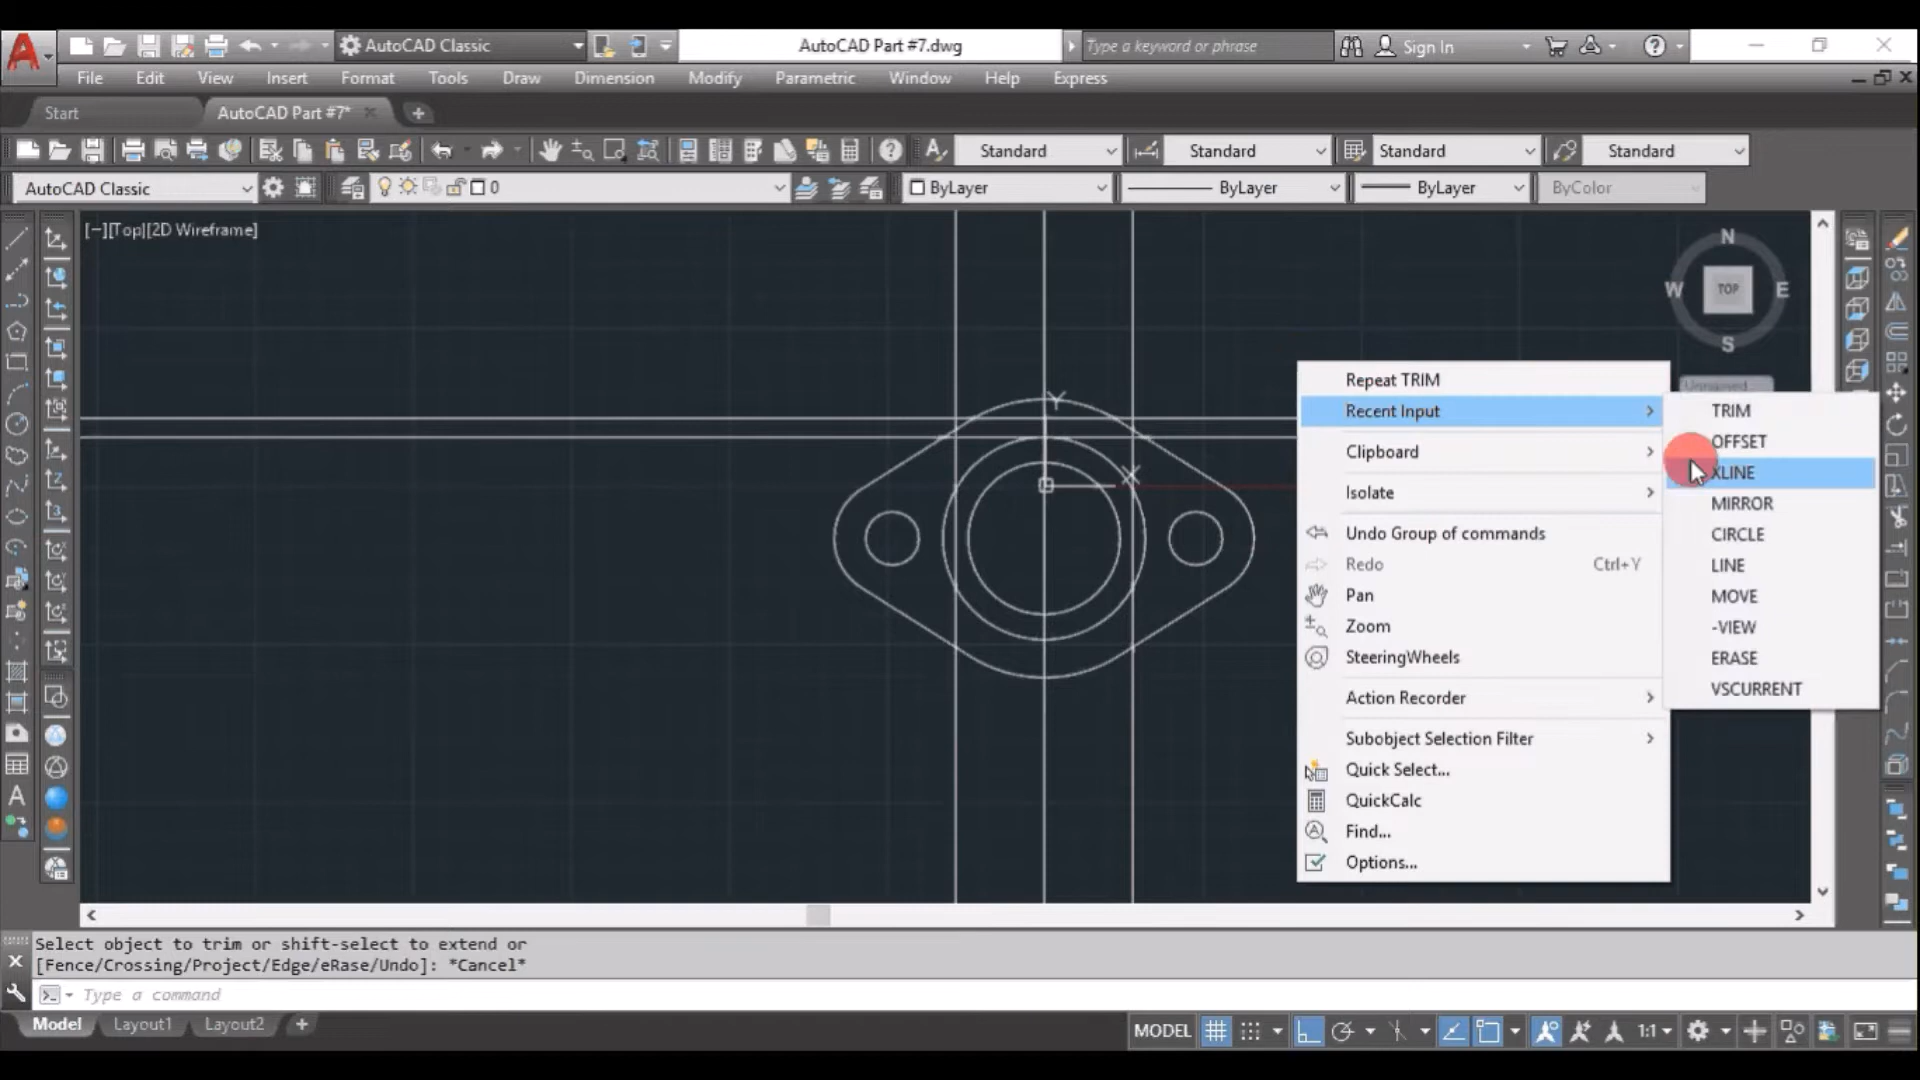 AutoCAD Classic
AutoCAD Part #7.dwg
Type a keyword or phrase
Sign In
File Edit View Insert Format Tools Draw Dimension Modify Parametric Window Help Express
Start
AutoCAD Part #7*
Standard Standard Standard Standard
AutoCAD Classic
0
ByLayer ByLayer ByLayer ByColor
[−][Top][2D Wireframe]
N
W TOP E
S
Unnamed
Y
X
Repeat TRIM
Recent Input
Clipboard
Isolate
Undo Group of commands
Redo Ctrl+Y
Pan
Zoom
SteeringWheels
Action Recorder
Subobject Selection Filter
Quick Select...
QuickCalc
Find...
Options...
TRIM
OFFSET
XLINE
MIRROR
CIRCLE
LINE
MOVE
-VIEW
ERASE
VSCURRENT
Select object to trim or shift-select to extend or
[Fence/Crossing/Project/Edge/eRase/Undo]: *Cancel*
Type a command
Model Layout1 Layout2
MODEL
1:1